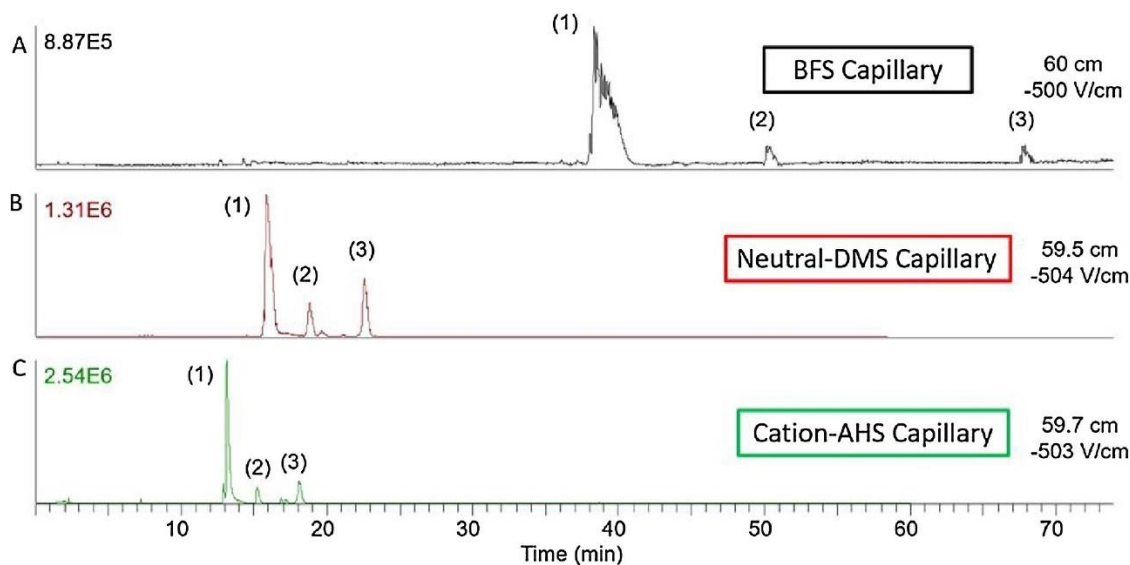 A
8.87E5
(1)
BFS Capillary
60 cm
-500 V/cm
(2)
(3)
B
1.31E6
(1)
(2)
(3)
Neutral-DMS Capillary
59.5 cm
-504 V/cm
C
2.54E6
(1)
(2)
(3)
Cation-AHS Capillary
59.7 cm
-503 V/cm
10 20 30 40 50 60 70
Time (min)